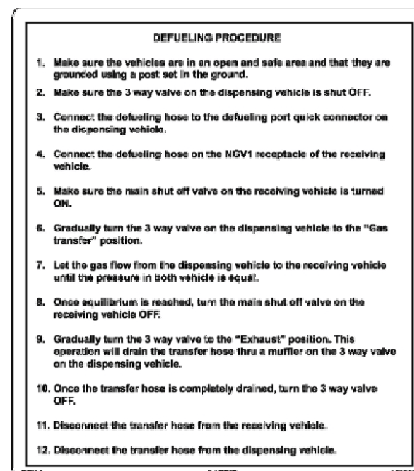 DEFUELING PROCEDURE
1. Make sure the vehicles are in an open and safe area and that they are
grounded using a post set in the ground.
2. Make sure the 3 way valve on the dispensing vehicle is shut OFF.
3. Connect the defueling hose to the defueling port quick connector on
the dispensing vehicle.
4. Connect the defueling hose on the NGV1 receptacle of the receiving
vehicle.
5. Make sure the main shut off valve on the receiving vehicle is turned
ON.
6. Gradually turn the 3 way valve on the dispensing vehicle to the "Gas
transfer" position.
7. Let the gas flow from the dispensing vehicle to the receiving vehicle
until the pressure in both vehicle is equal.
8. Once equilibrium is reached, turn the main shut off valve on the
receiving vehicle OFF.
9. Gradually turn the 3 way valve to the "Exhaust" position. This
operation will drain the transfer hose thru a muffler on the 3 way valve
on the dispensing vehicle.
10. Once the transfer hose is completely drained, turn the 3 way valve
OFF.
11. Disconnect the transfer hose from the receiving vehicle.
12. Disconnect the transfer hose from the dispensing vehicle.